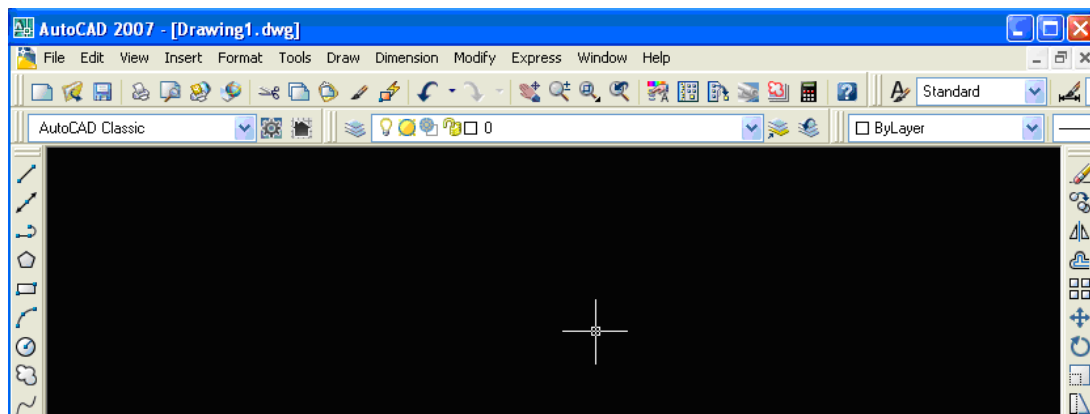 AutoCAD 2007 - [Drawing1.dwg]
File Edit View Insert Format Tools Draw Dimension Modify Express Window Help
Standard
AutoCAD Classic 0 ByLayer